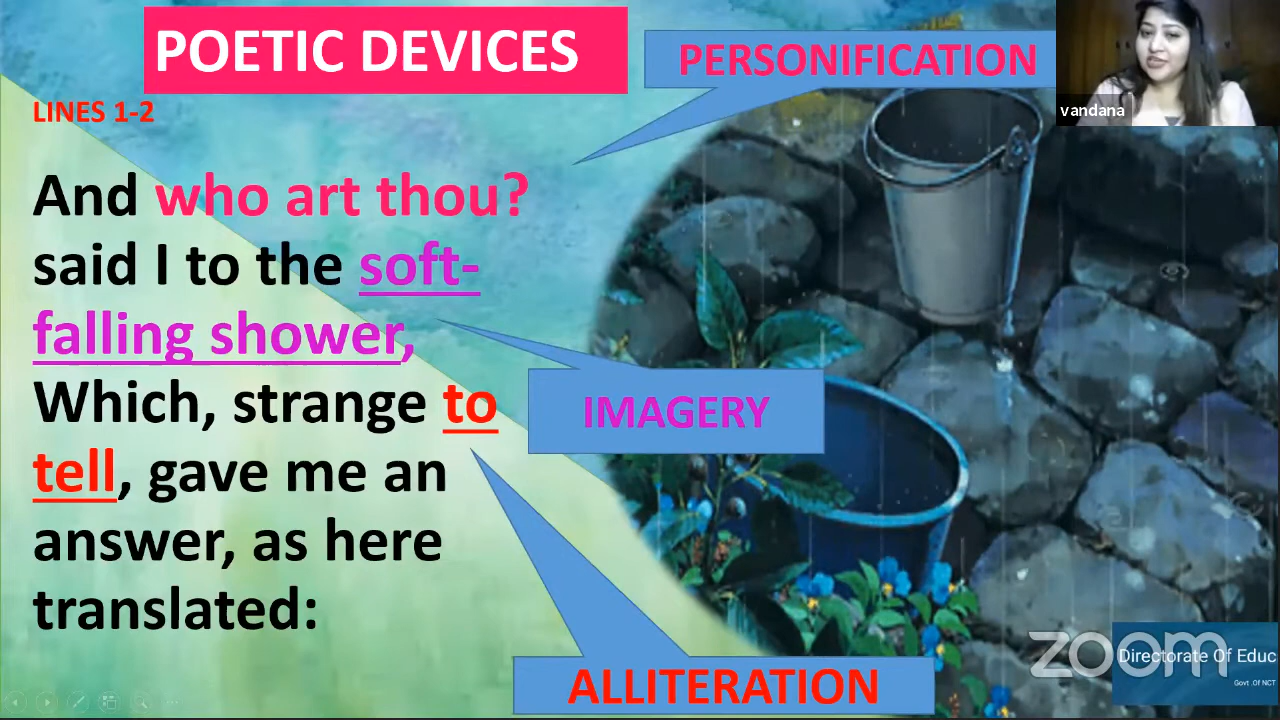 POETIC DEVICES
PERSONIFICATION
vandana
LINES 1-2
And who art thou?
said I to the soft-
falling shower,
Which, strange to
tell, gave me an
answer, as here
translated:
IMAGERY
ALLITERATION
zoom
Directorate Of Educ
Govt .Of NCT